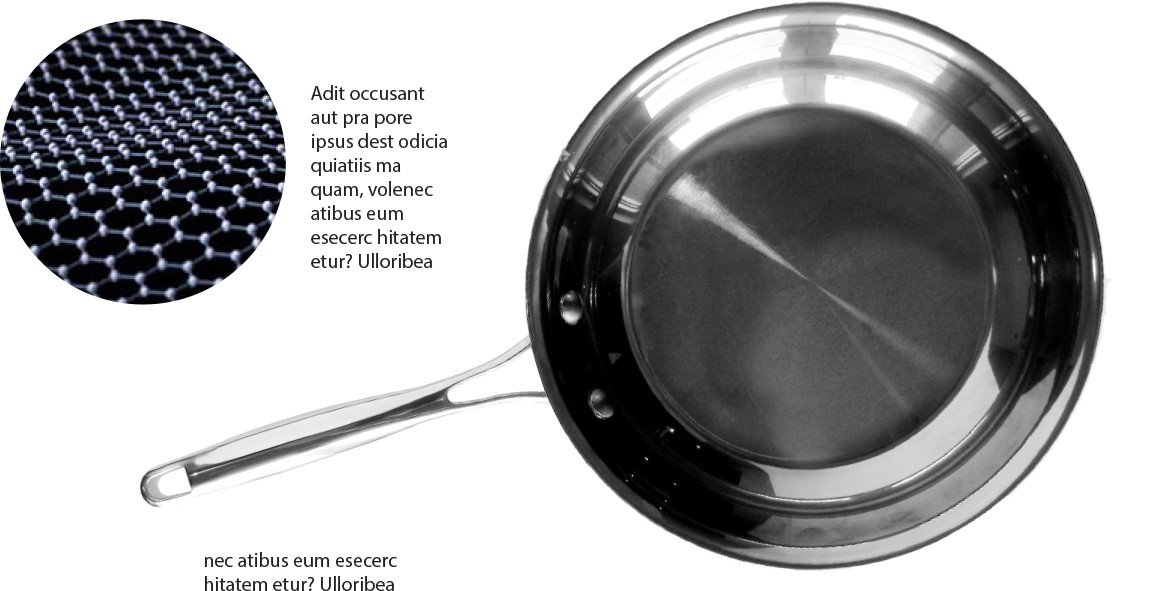 Adit occusant
aut pra pore
ipsus dest odicia
quiatiis ma
quam, volenec
atibus eum
esecerc hitatem
etur? Ulloribea
nec atibus eum esecerc
hitatem etur? Ulloribea